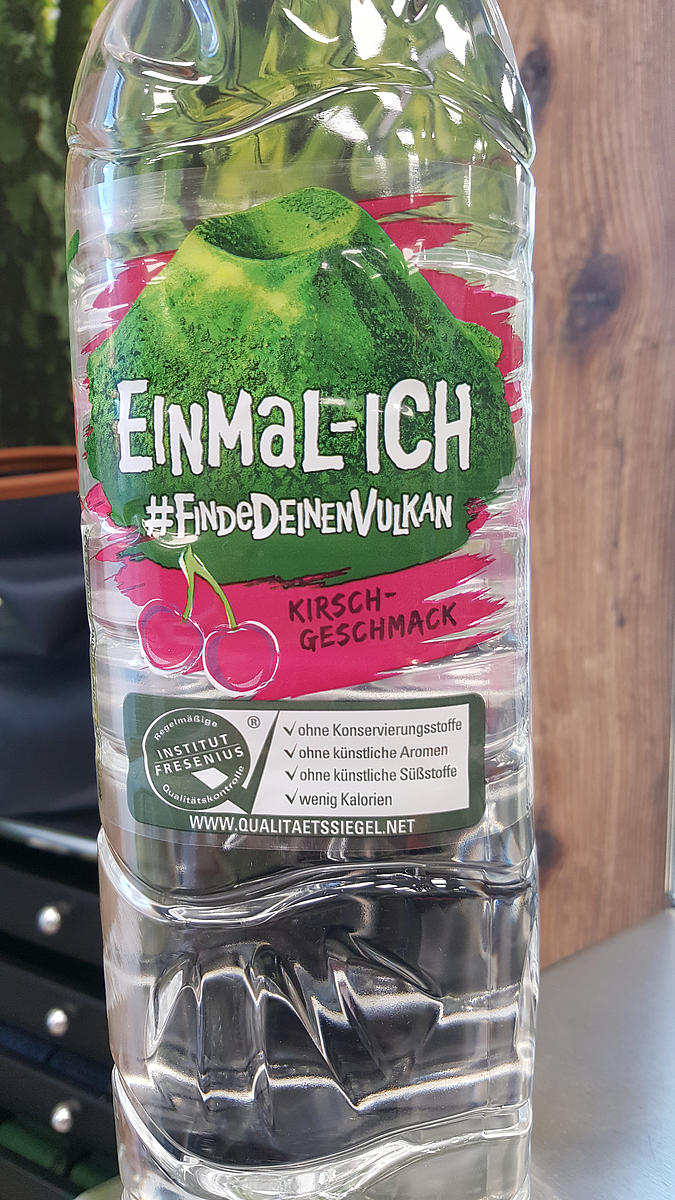 EINMAL-ICH
#FINDEDEINENVULKAN
KIRSCH-
GESCHMACK
Regelmäßige
INSTITUT
FRESENIUS
Qualitätskontrolle
®
✓ohne Konservierungsstoffe
✓ohne künstliche Aromen
✓ohne künstliche Süßstoffe
✓wenig Kalorien
WWW.QUALITAETSSIEGEL.NET